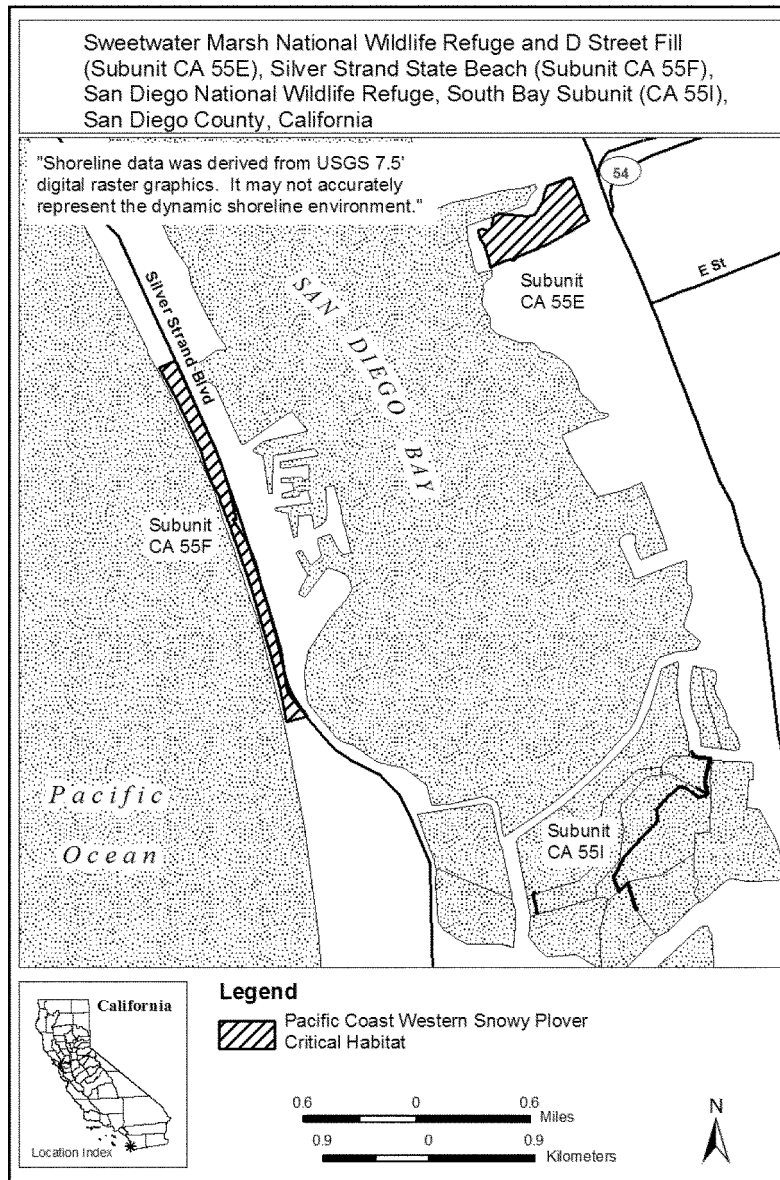 Sweetwater Marsh National Wildlife Refuge and D Street Fill
(Subunit CA 55E), Silver Strand State Beach (Subunit CA 55F),
San Diego National Wildlife Refuge, South Bay Subunit (CA 55I),
San Diego County, California
"Shoreline data was derived from USGS 7.5'
digital raster graphics. It may not accurately
represent the dynamic shoreline environment."
54
E St
Subunit
CA 55E
Silver Strand Blvd
SAN DIEGO BAY
Subunit
CA 55F
Pacific
Ocean
Subunit
CA 55I
California
Location Index
Legend
Pacific Coast Western Snowy Plover
Critical Habitat
0.6 0 0.6
Miles
0.9 0 0.9
Kilometers
N